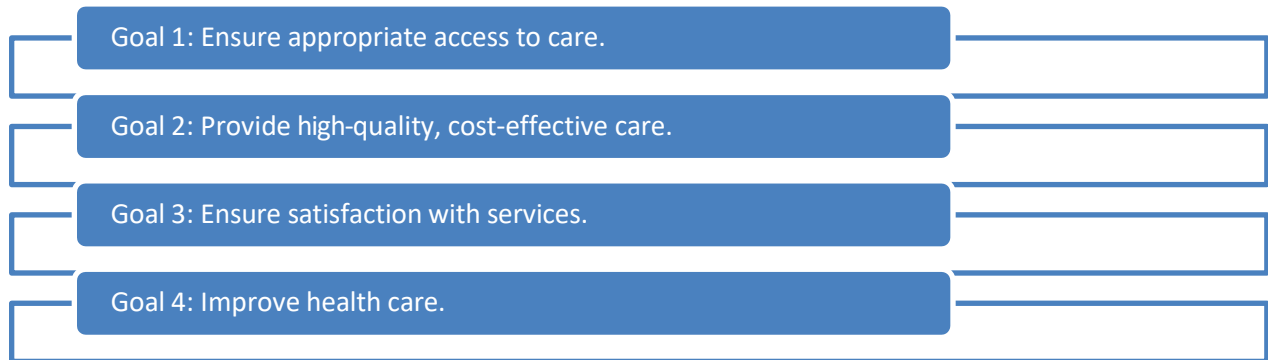 Goal 1: Ensure appropriate access to care.
Goal 2: Provide high-quality, cost-effective care.
Goal 3: Ensure satisfaction with services.
Goal 4: Improve health care.